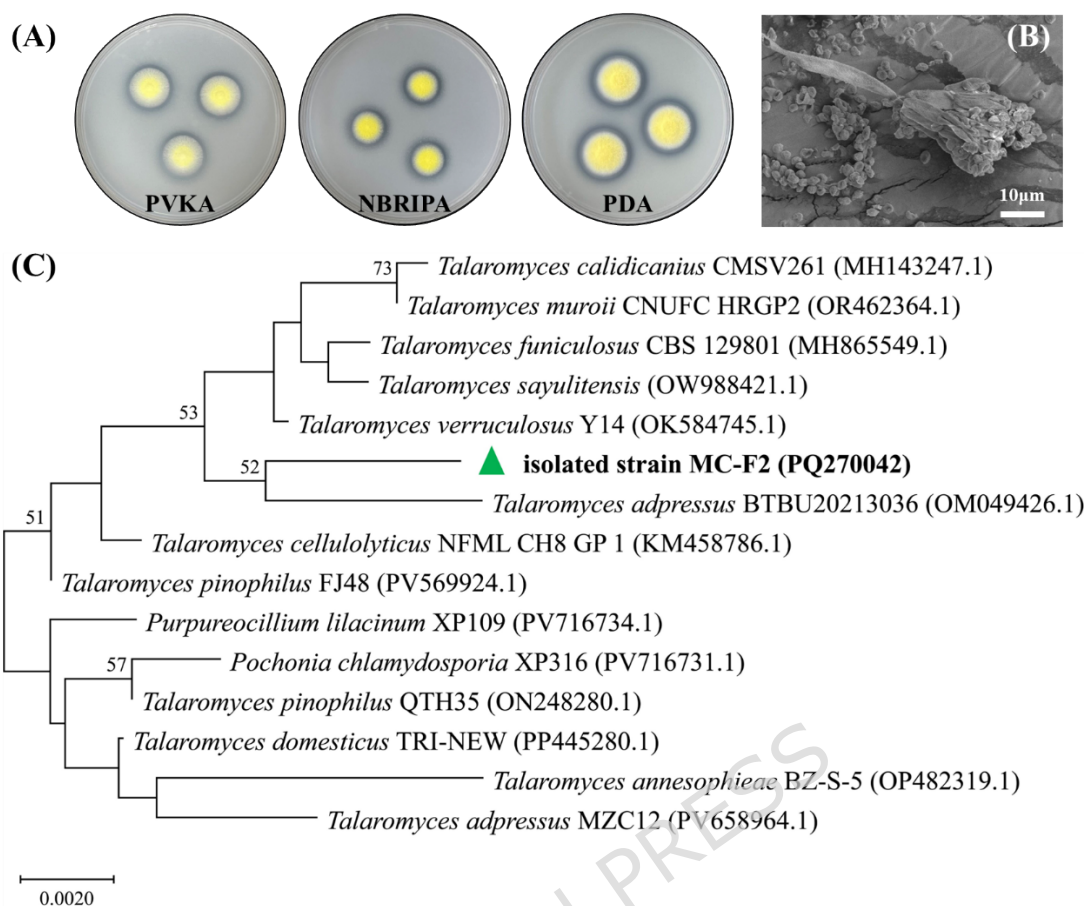 (A)
PVKA
NBRIPA
PDA
(B)
10μm
(C)
73
Talaromyces calidicanius CMSV261 (MH143247.1)
Talaromyces muroii CNUFC HRGP2 (OR462364.1)
Talaromyces funiculosus CBS 129801 (MH865549.1)
Talaromyces sayulitensis (OW988421.1)
53
Talaromyces verruculosus Y14 (OK584745.1)
52
isolated strain MC-F2 (PQ270042)
Talaromyces adpressus BTBU20213036 (OM049426.1)
51
Talaromyces cellulolyticus NFML CH8 GP 1 (KM458786.1)
Talaromyces pinophilus FJ48 (PV569924.1)
Purpureocillium lilacinum XP109 (PV716734.1)
57
Pochonia chlamydosporia XP316 (PV716731.1)
Talaromyces pinophilus QTH35 (ON248280.1)
Talaromyces domesticus TRI-NEW (PP445280.1)
Talaromyces annesophieae BZ-S-5 (OP482319.1)
Talaromyces adpressus MZC12 (PV658964.1)
0.0020
PRESS